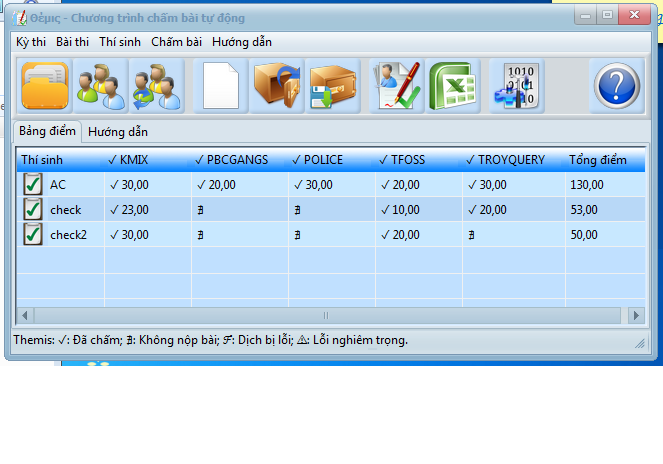 Θέμις - Chương trình chấm bài tự động
Kỳ thi Bài thi Thí sinh Chấm bài Hướng dẫn
1010
0101
Bảng điểm Hướng dẫn
Thí sinh ✓ KMIX ✓ PBCGANGS ✓ POLICE ✓ TFOSS ✓ TROYQUERY Tổng điểm
AC ✓ 30,00 ✓ 20,00 ✓ 30,00 ✓ 20,00 ✓ 30,00 130,00
check ✓ 23,00 ∄ ∄ ✓ 10,00 ✓ 20,00 53,00
check2 ✓ 30,00 ∄ ∄ ✓ 20,00 ∄ 50,00
Themis: ✓: Đã chấm; ∄: Không nộp bài; ℱ: Dịch bị lỗi; ⚠: Lỗi nghiêm trọng.